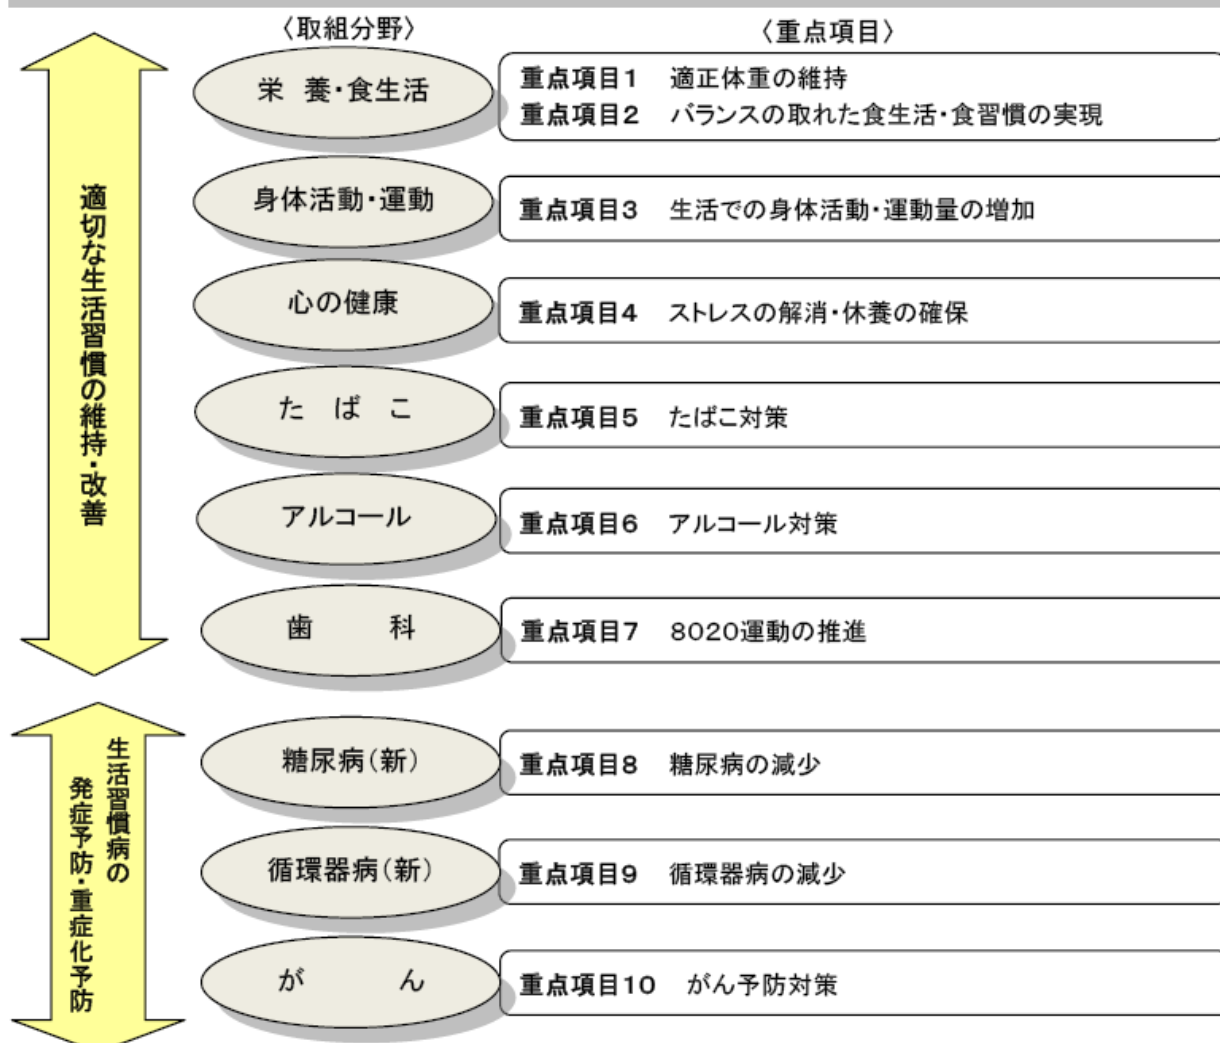 〈取組分野〉 〈重点項目〉
適切な生活習慣の維持・改善
栄 養・食生活
重点項目1 適正体重の維持
重点項目2 バランスの取れた食生活・食習慣の実現
身体活動・運動
重点項目3 生活での身体活動・運動量の増加
心の健康
重点項目4 ストレスの解消・休養の確保
た ば こ
重点項目5 たばこ対策
アルコール
重点項目6 アルコール対策
歯 科
重点項目7 8020運動の推進
生活習慣病の
発症予防・重症化予防
糖尿病(新)
重点項目8 糖尿病の減少
循環器病(新)
重点項目9 循環器病の減少
が ん
重点項目10 がん予防対策